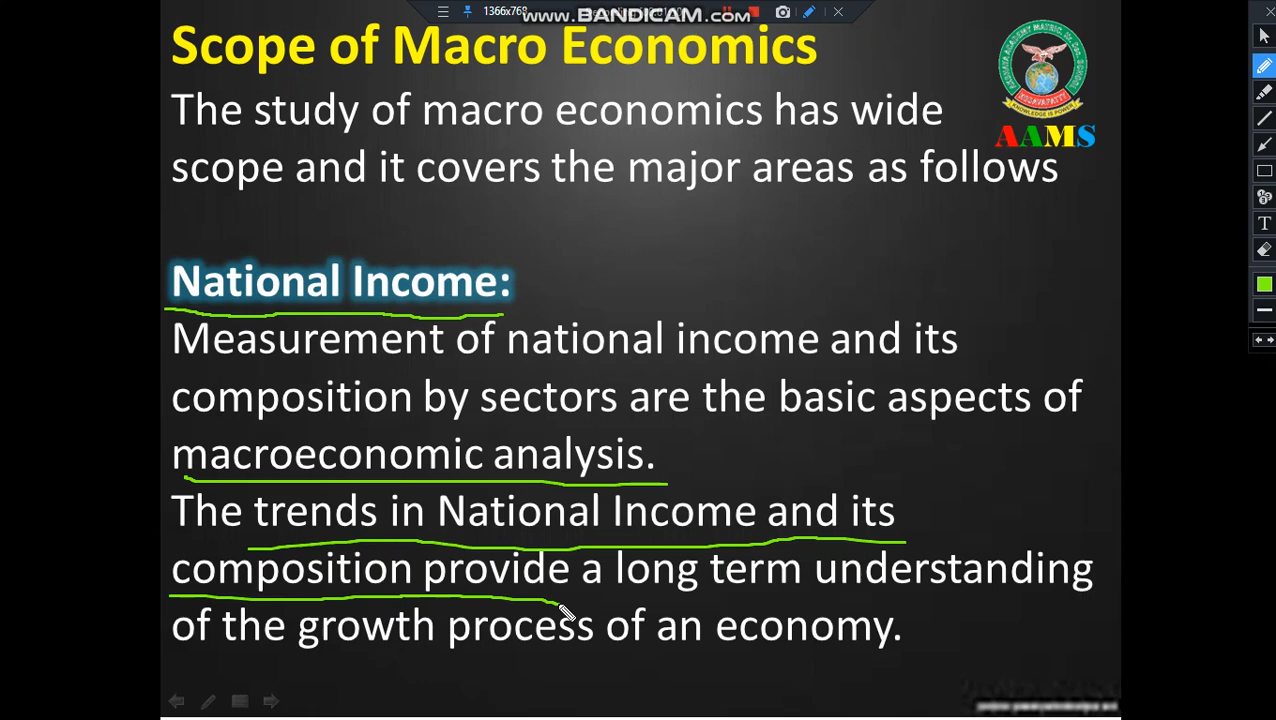 1366x768
www.BANDICAM.com
Scope of Macro Economics
The study of macro economics has wide
scope and it covers the major areas as follows
AAMS
National Income:
Measurement of national income and its
composition by sectors are the basic aspects of
macroeconomic analysis.
The trends in National Income and its
composition provide a long term understanding
of the growth process of an economy.
T